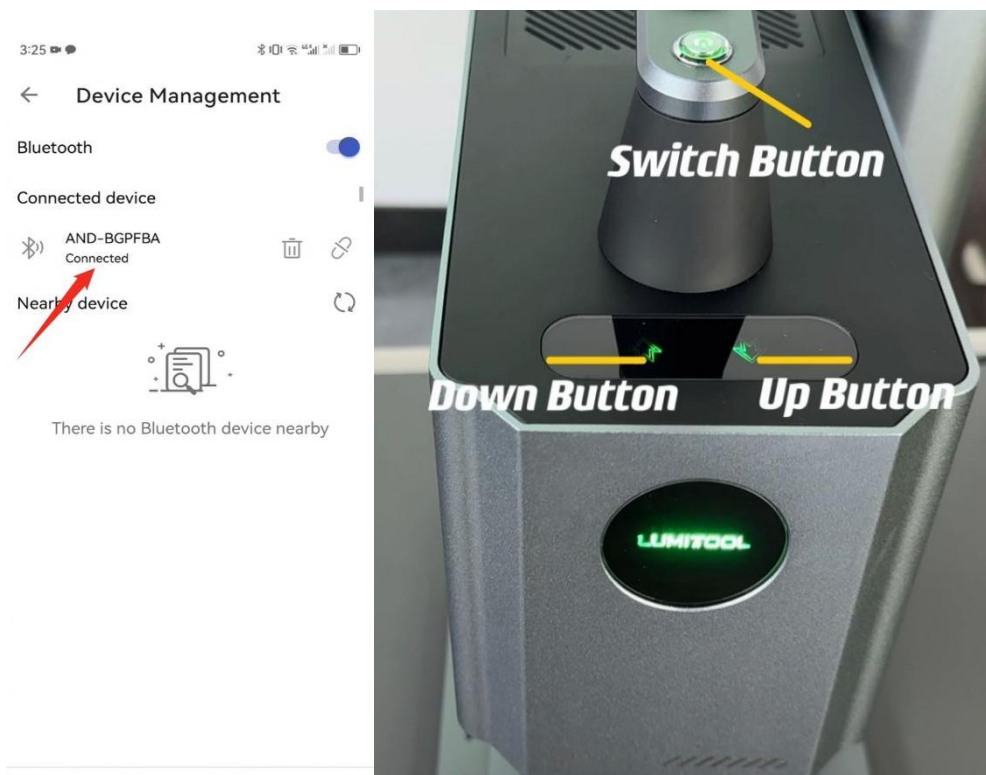 3:25
Device Management
Bluetooth
Connected device
AND-BGPFBA
Connected
Nearby device
There is no Bluetooth device nearby
Switch Button
Down Button
Up Button
LUMITOOL